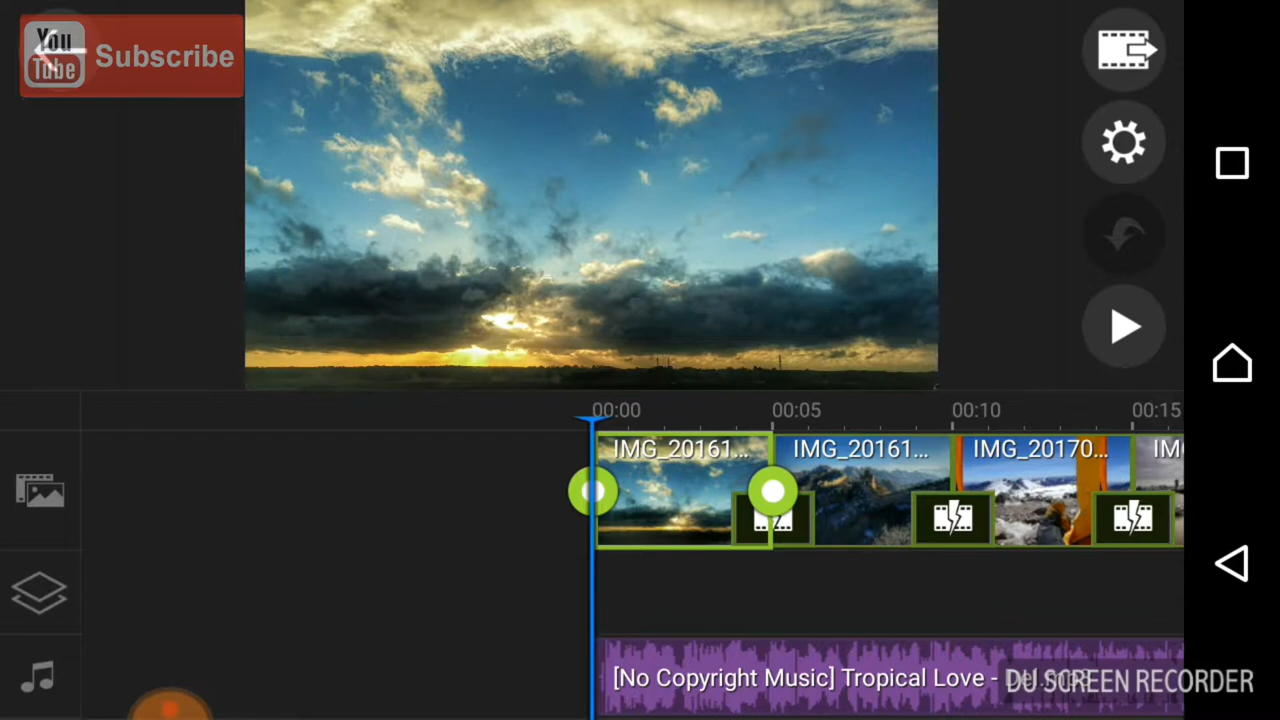 You
Tube
Subscribe
00:00
00:05
00:10
00:15
IMG_20161...
IMG_20161...
IMG_20170...
IM
[No Copyright Music] Tropical Love -
DU SCREEN RECORDER